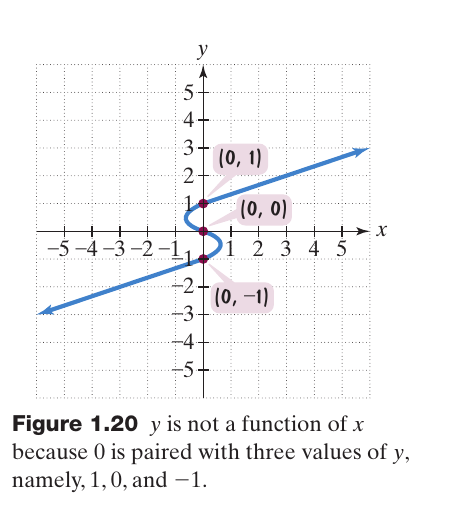 y
5
4
3
(0, 1)
2
1
(0, 0)
x
−5 −4 −3 −2 −1
1 2 3 4 5
−1
−2
(0, −1)
−3
−4
−5
Figure 1.20 y is not a function of x
because 0 is paired with three values of y,
namely, 1, 0, and −1.